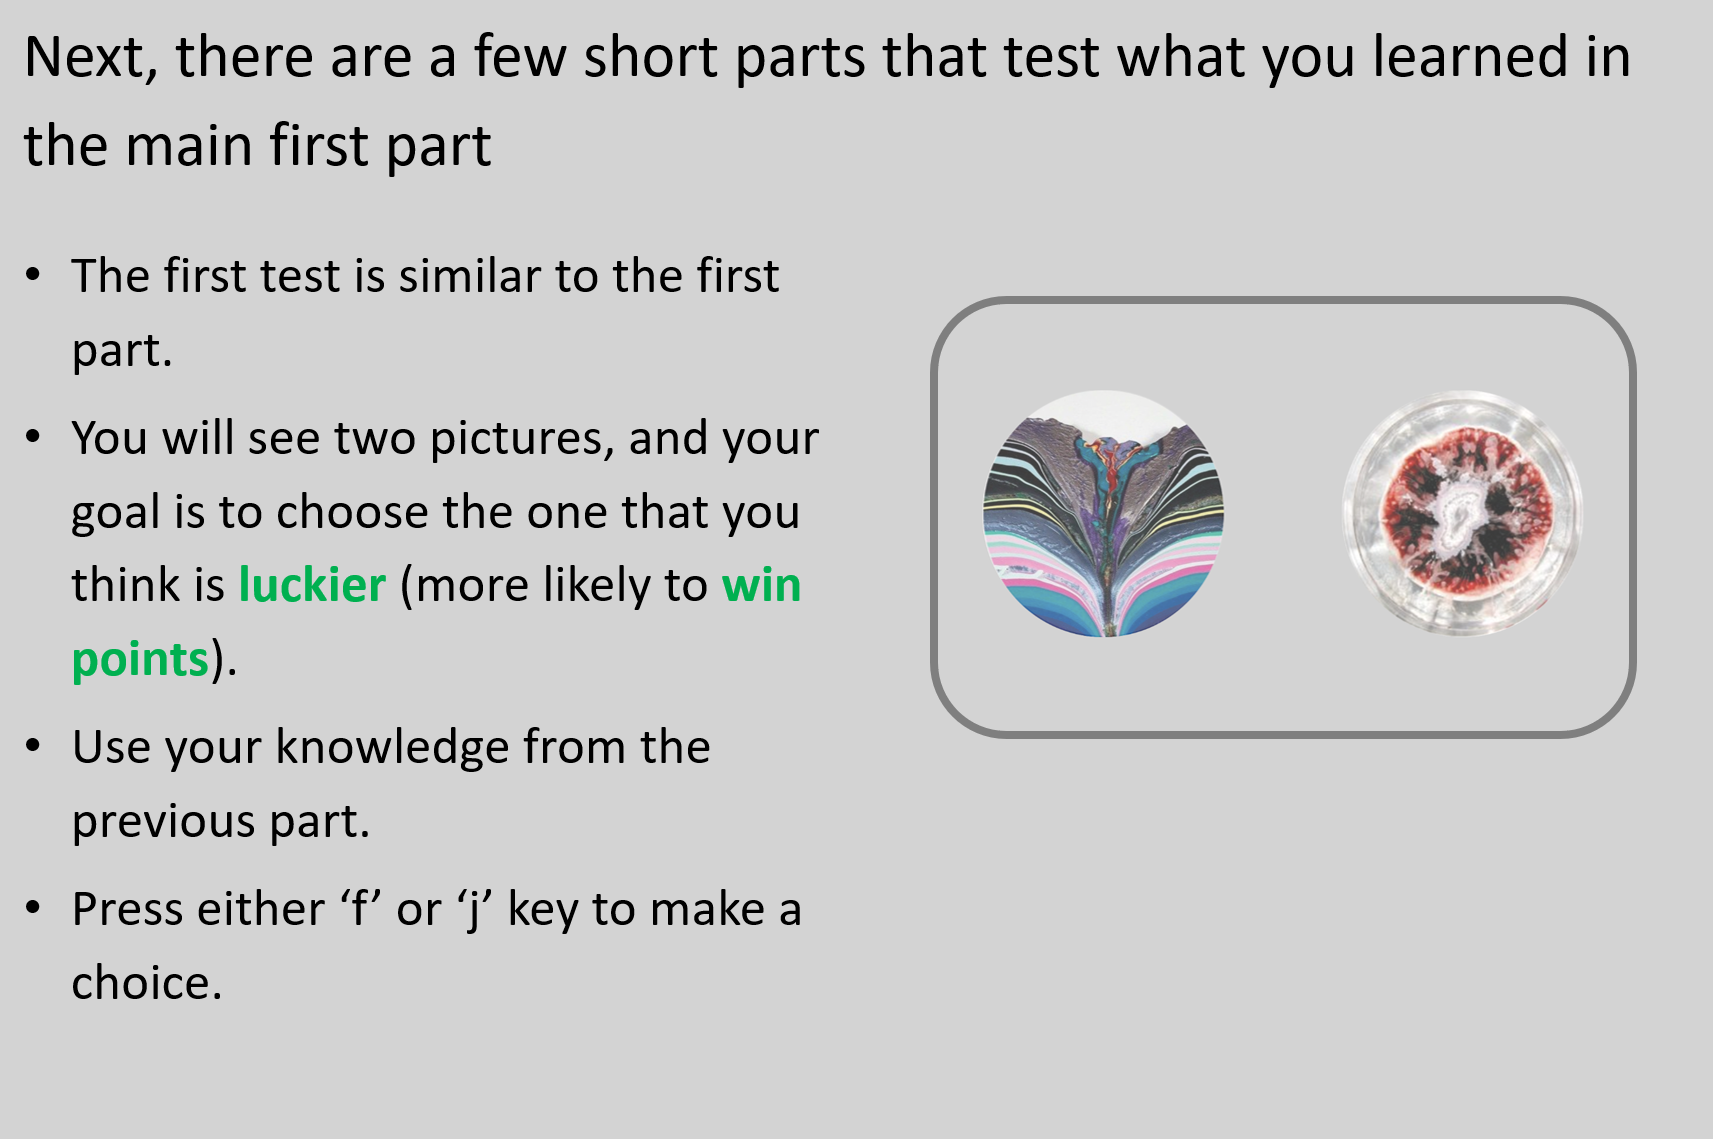 Next, there are a few short parts that test what you learned in
the main first part
• The first test is similar to the first
part.
• You will see two pictures, and your
goal is to choose the one that you
think is luckier (more likely to win
points).
• Use your knowledge from the
previous part.
• Press either ‘f’ or ‘j’ key to make a
choice.